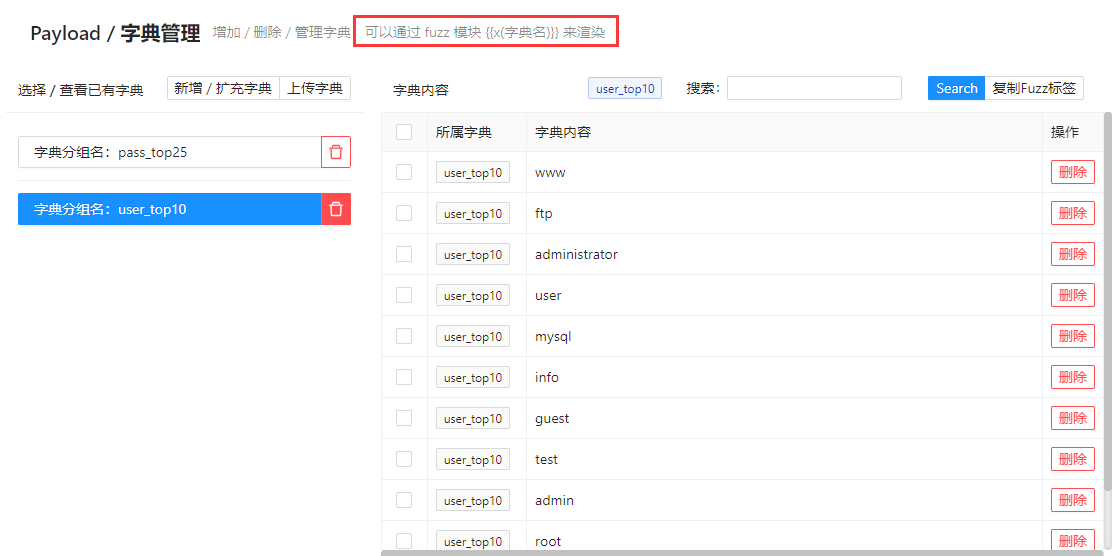 Payload / 字典管理 增加 / 删除 / 管理字典 可以通过 fuzz 模块 {{x(字典名)}} 来渲染
选择 / 查看已有字典 新增 / 扩充字典 上传字典
字典分组名：pass_top25
字典分组名：user_top10
字典内容 user_top10 搜索： Search 复制Fuzz标签
所属字典 字典内容 操作
user_top10 www 删除
user_top10 ftp 删除
user_top10 administrator 删除
user_top10 user 删除
user_top10 mysql 删除
user_top10 info 删除
user_top10 guest 删除
user_top10 test 删除
user_top10 admin 删除
user_top10 root 删除